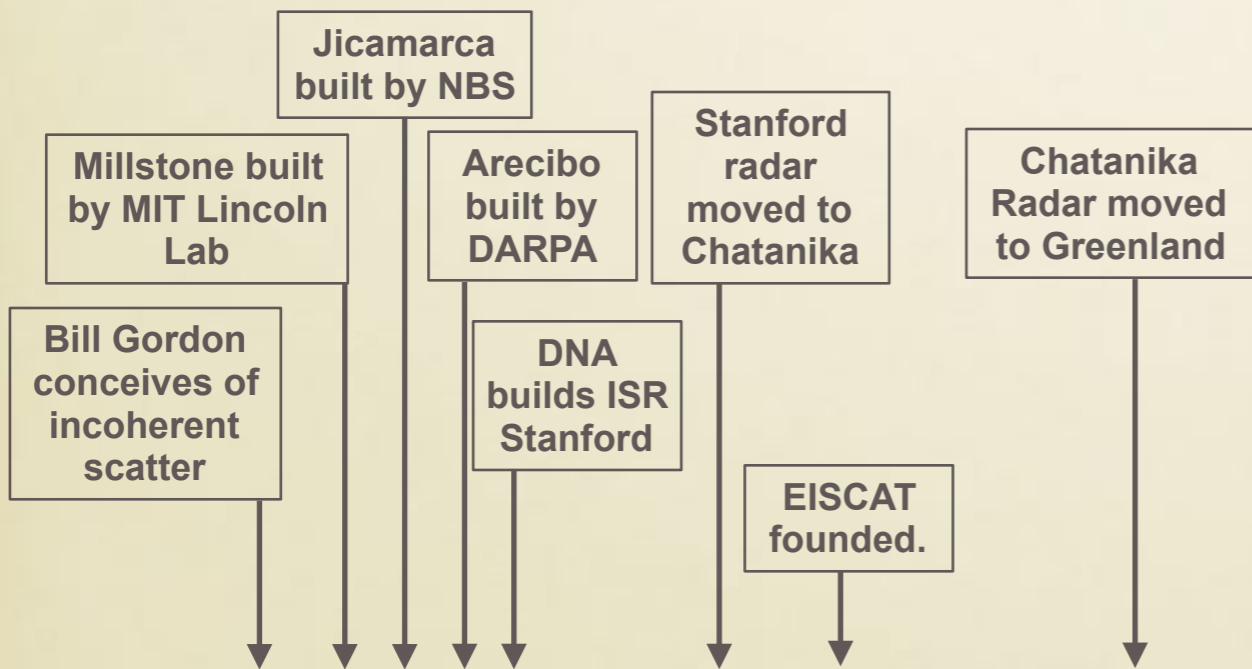 Jicamarca
built by NBS
Millstone built
by MIT Lincoln
Lab
Arecibo
built by
DARPA
Stanford
radar
moved to
Chatanika
Chatanika
Radar moved
to Greenland
Bill Gordon
conceives of
incoherent
scatter
DNA
builds ISR
Stanford
EISCAT
founded.